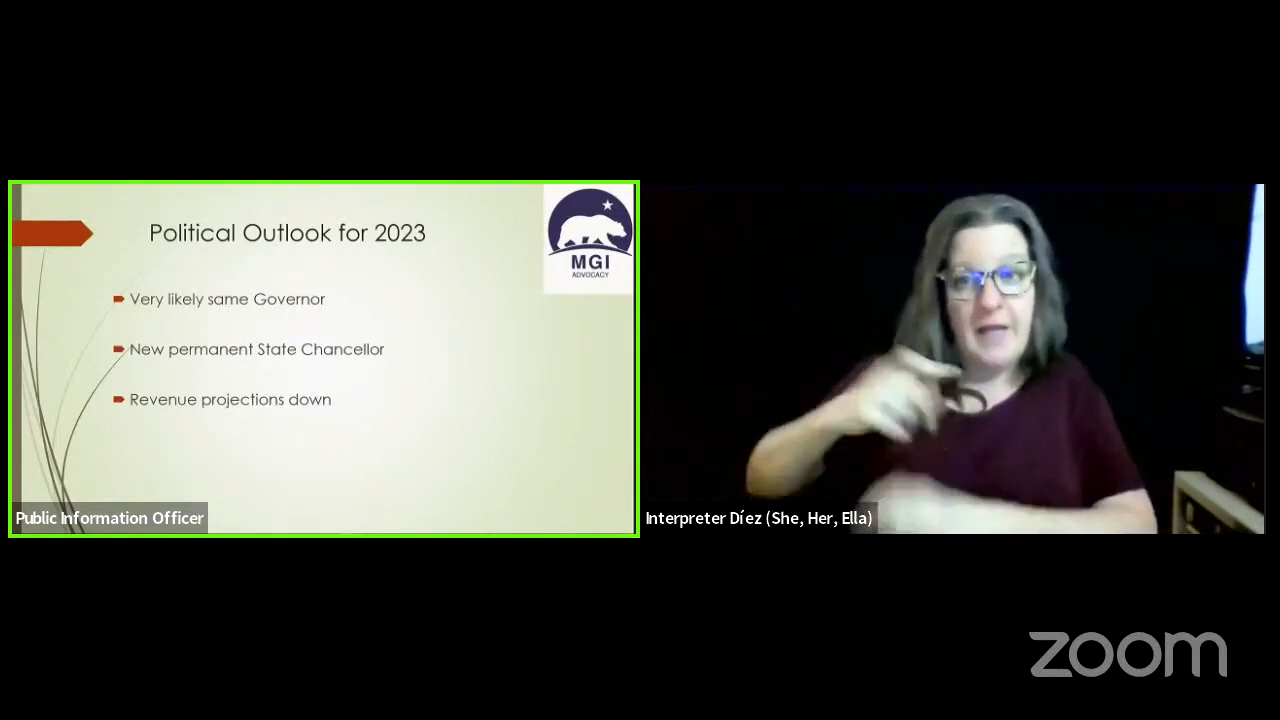 Political Outlook for 2023
MGI
ADVOCACY
Very likely same Governor
New permanent State Chancellor
Revenue projections down
Public Information Officer
Interpreter Díez (She, Her, Ella)
zoom